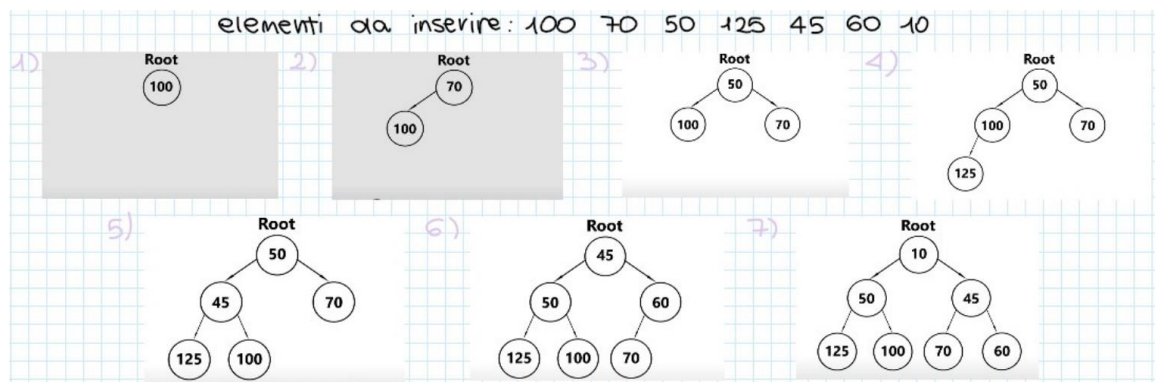 elementi da inserire: 100 70 50 125 45 60 10
1) 2) 3) 4)
Root Root Root Root
100 70 50 50
100 100 70 100 70
125
5) 6) 7)
Root Root Root
50 45 10
45 70 50 60 50 45
125 100 125 100 70 125 100 70 60